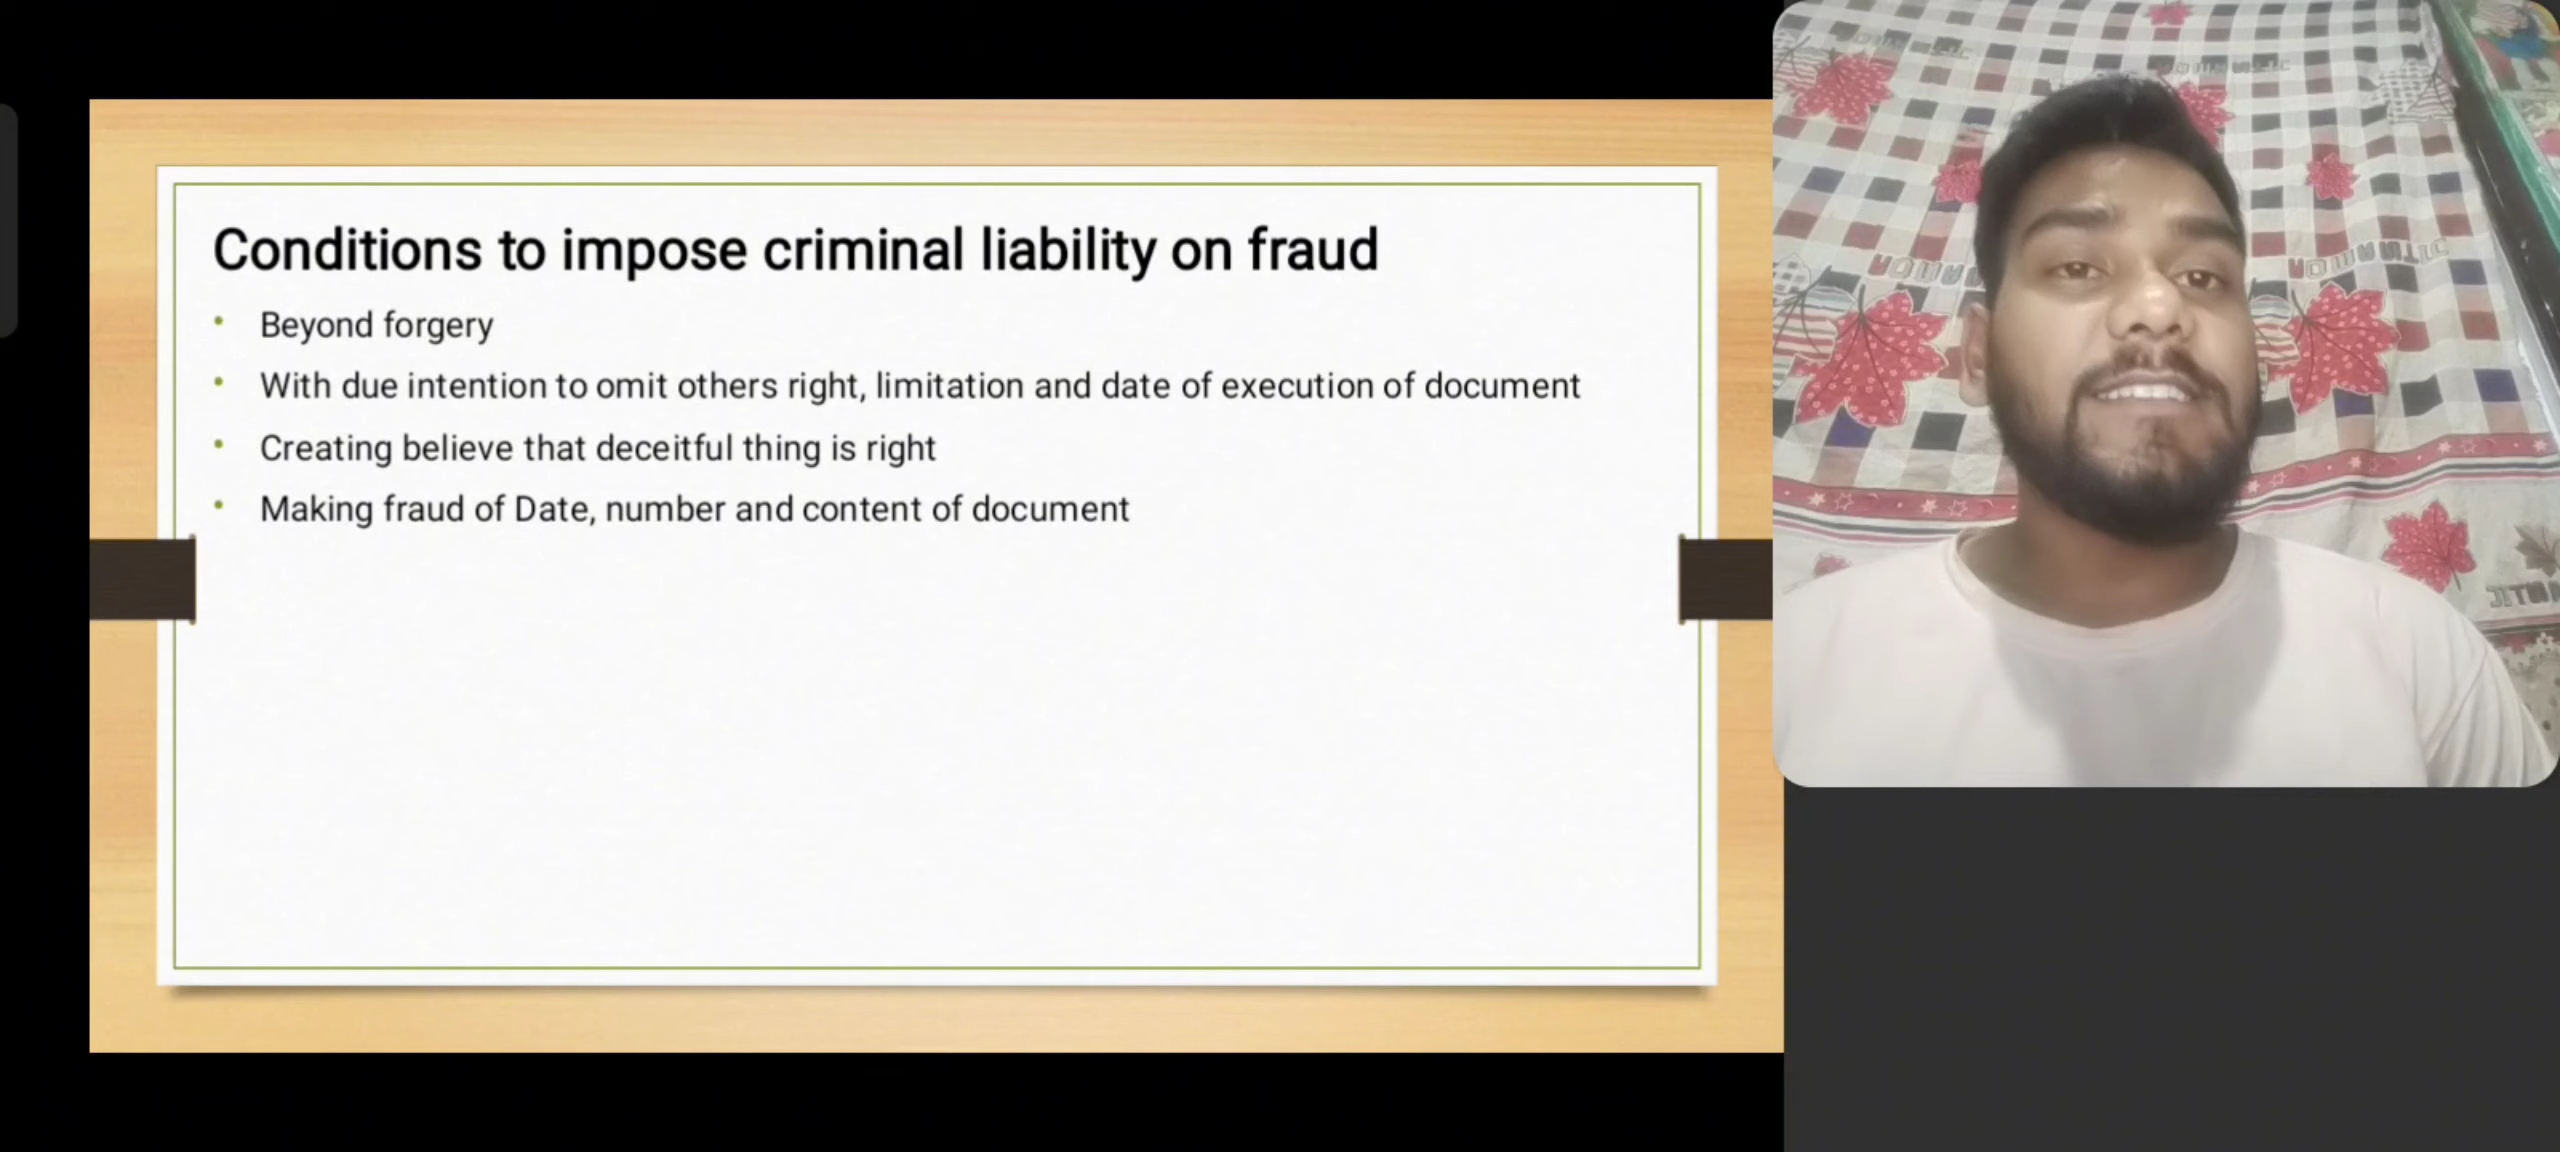 Conditions to impose criminal liability on fraud
Beyond forgery
With due intention to omit others right, limitation and date of execution of document
Creating believe that deceitful thing is right
Making fraud of Date, number and content of document